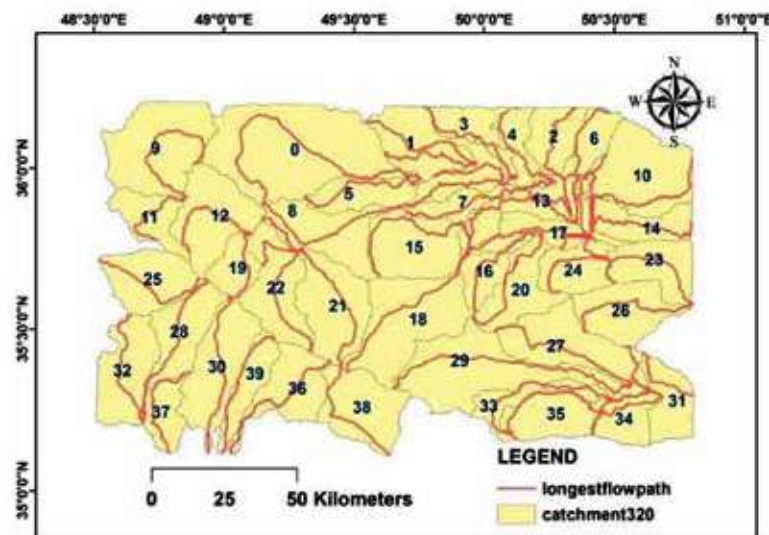 48°30'0"E 49°0'0"E 49°30'0"E 50°0'0"E 50°30'0"E 51°0'0"E
N
W E
S
36°0'0"N
35°30'0"N
35°0'0"N
9 0 1 3 4 2 6
10
5
11 12 8 7 13
14
15 17
19 16 24 23
25 22 20
21 18 26
28
27
32 30 39 29
36
37 38 33 35 34 31
LEGEND
longestflowpath
catchment320
0 25 50 Kilometers